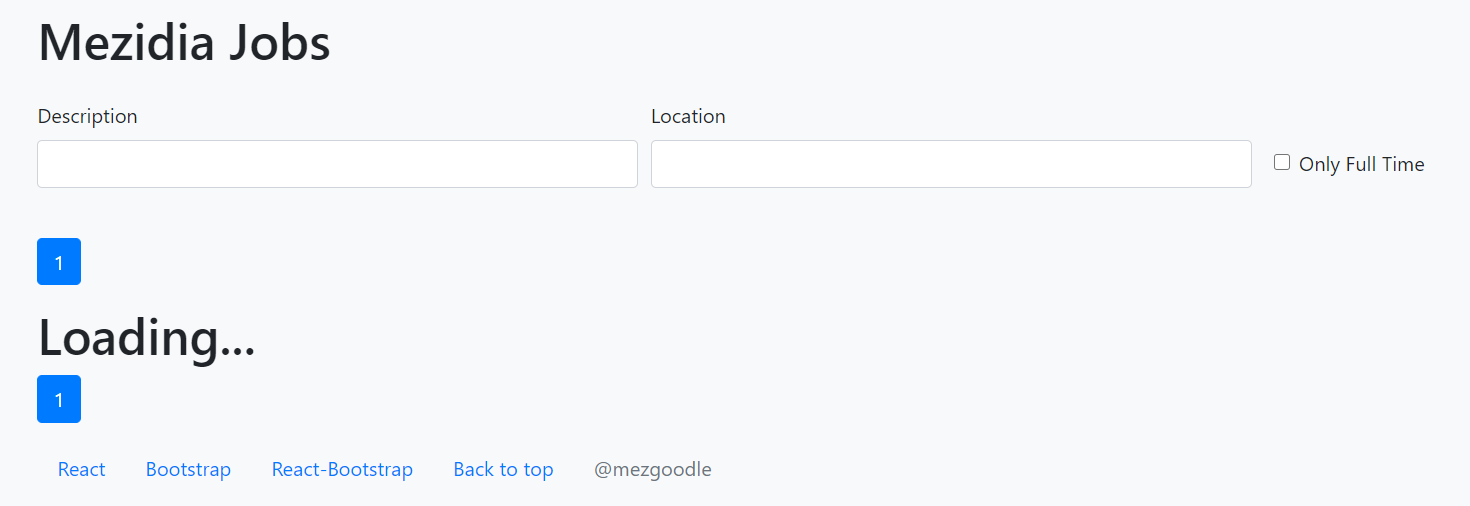 Mezidia Jobs
Description Location
Only Full Time
1
Loading...
1
React Bootstrap React-Bootstrap Back to top @mezgoodle